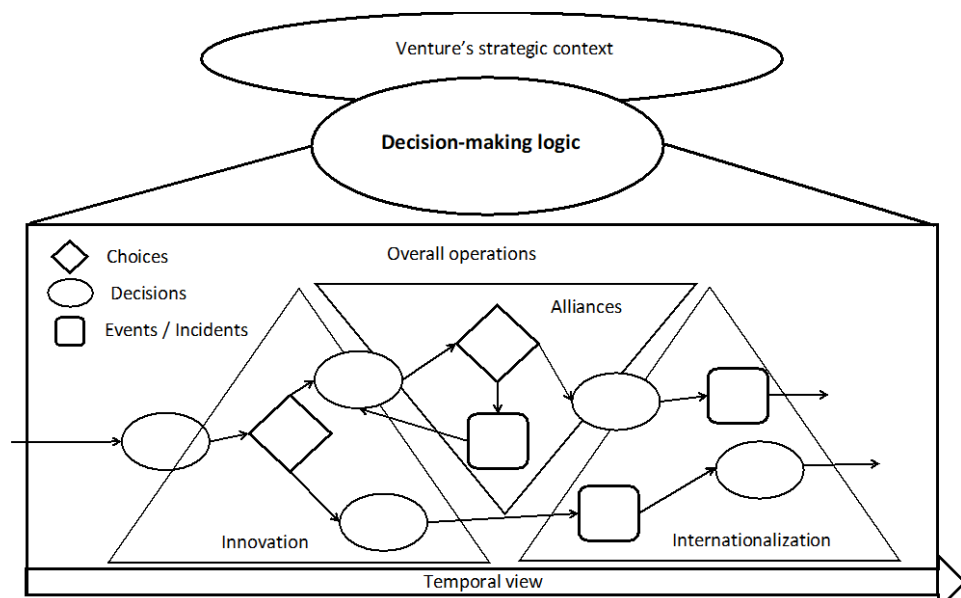 Venture’s strategic context
Decision-making logic
Overall operations
Choices
Decisions
Alliances
Events / Incidents
Innovation
Internationalization
Temporal view